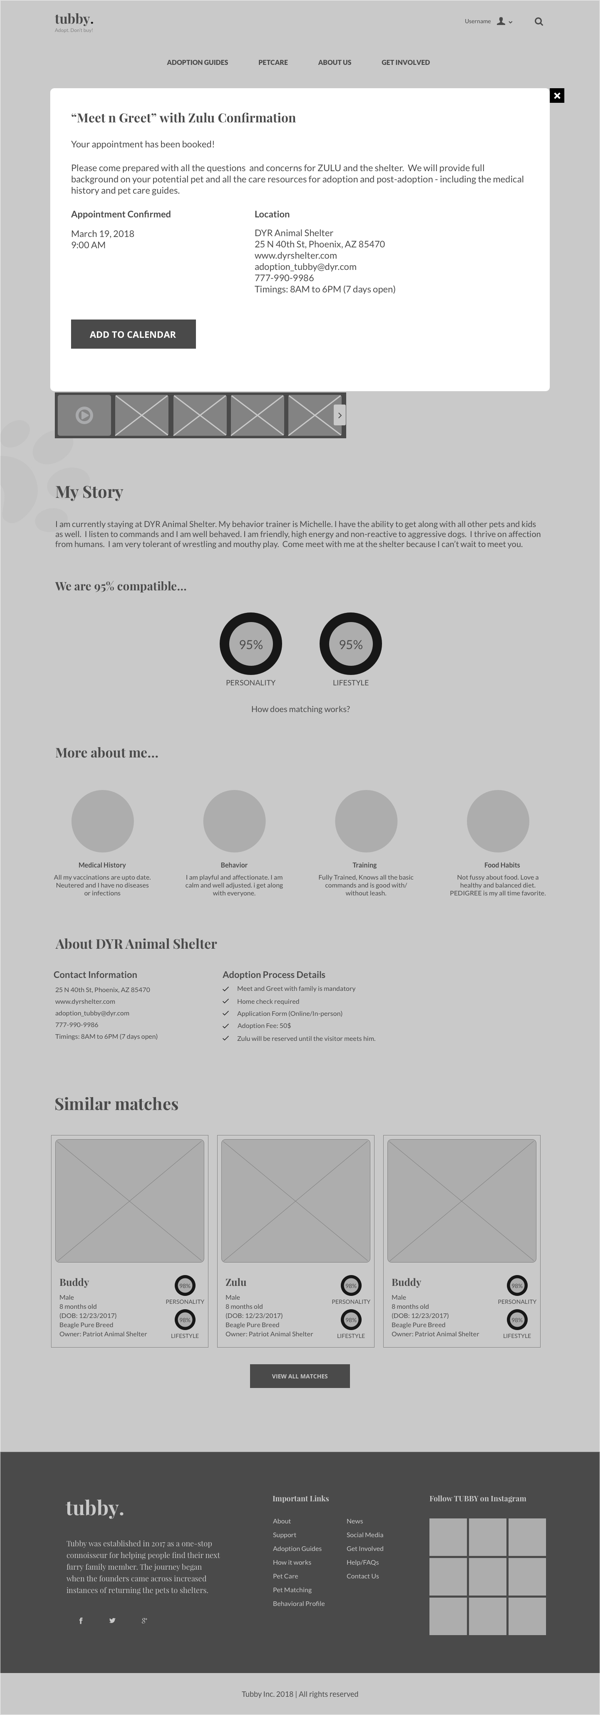 tubby.
Adopt. Don't buy!
Username
ADOPTION GUIDES PETCARE ABOUT US GET INVOLVED
“Meet n Greet” with Zulu Confirmation
Your appointment has been booked!
Please come prepared with all the questions and concerns for ZULU and the shelter. We will provide full
background on your potential pet and all the care resources for adoption and post-adoption - including the medical
history and pet care guides.
Appointment Confirmed
March 19, 2018
9:00 AM
Location
DYR Animal Shelter
25 N 40th St, Phoenix, AZ 85470
www.dyrshelter.com
adoption_tubby@dyr.com
777-990-9986
Timings: 8AM to 6PM (7 days open)
ADD TO CALENDAR
My Story
I am currently staying at DYR Animal Shelter. My behavior trainer is Michelle. I have the ability to get along with all other pets and kids
as well. I listen to commands and I am well behaved. I am friendly, high energy and non-reactive to aggressive dogs. I thrive on affection
from humans. I am very tolerant of wrestling and mouthy play. Come meet with me at the shelter because I can't wait to meet you.
We are 95% compatible...
95% 95%
PERSONALITY LIFESTYLE
How does matching works?
More about me...
Medical History
All my vaccinations are upto date.
Neutered and I have no diseases
or infections
Behavior
I am playful and affectionate. I am
calm and well adjusted. i get along
with everyone.
Training
Fully Trained, Knows all the basic
commands and is good with/
without leash.
Food Habits
Not fussy about food. Love a
healthy and balanced diet.
PEDIGREE is my all time favorite.
About DYR Animal Shelter
Contact Information
25 N 40th St, Phoenix, AZ 85470
www.dyrshelter.com
adoption_tubby@dyr.com
777-990-9986
Timings: 8AM to 6PM (7 days open)
Adoption Process Details
Meet and Greet with family is mandatory
Home check required
Application Form (Online/In-person)
Adoption Fee: 50$
Zulu will be reserved until the visitor meets him.
Similar matches
Buddy
Male
8 months old
(DOB: 12/23/2017)
Beagle Pure Breed
Owner: Patriot Animal Shelter
98%
PERSONALITY
98%
LIFESTYLE
Zulu
Male
8 months old
(DOB: 12/23/2017)
Beagle Pure Breed
Owner: Patriot Animal Shelter
98%
PERSONALITY
98%
LIFESTYLE
Buddy
Male
8 months old
(DOB: 12/23/2017)
Beagle Pure Breed
Owner: Patriot Animal Shelter
98%
PERSONALITY
98%
LIFESTYLE
VIEW ALL MATCHES
tubby.
Tubby was established in 2017 as a one-stop
connoisseur for helping people find their next
furry family member. The journey began
when the founders came across increased
instances of returning the pets to shelters.
Important Links
About
Support
Adoption Guides
How it works
Pet Care
Pet Matching
Behavioral Profile
News
Social Media
Get Involved
Help/FAQs
Contact Us
Follow TUBBY on Instagram
Tubby Inc. 2018 | All rights reserved